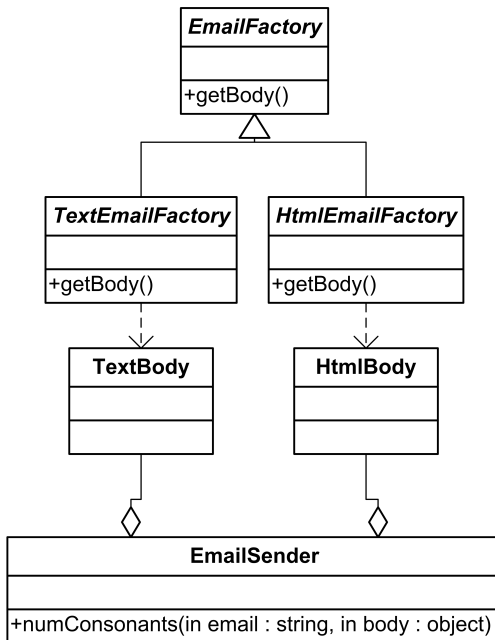 EmailFactory
+getBody()
TextEmailFactory
HtmlEmailFactory
+getBody()
+getBody()
TextBody
HtmlBody
EmailSender
+numConsonants(in email : string, in body : object)